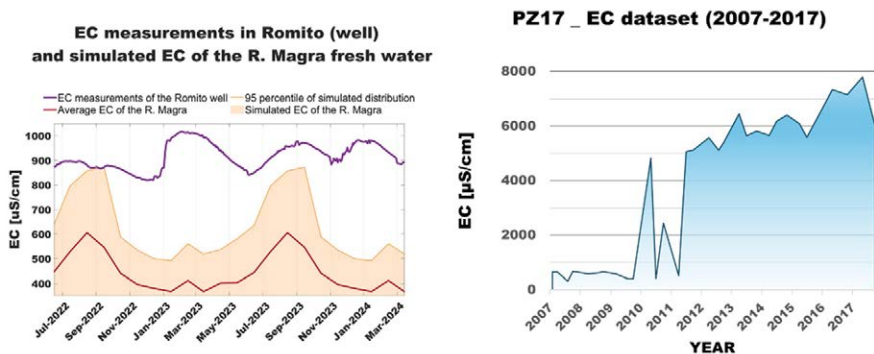 EC measurements in Romito (well)
and simulated EC of the R. Magra fresh water
EC measurements of the Romito well
95 percentile of simulated distribution
Average EC of the R. Magra
Simulated EC of the R. Magra
EC [uS/cm]
1000
900
800
700
600
500
400
Jul-2022
Sep-2022
Nov-2022
Jan-2023
Mar-2023
May-2023
Jul-2023
Sep-2023
Nov-2023
Jan-2024
Mar-2024
PZ17 _ EC dataset (2007-2017)
EC [µS/cm]
8000
6000
4000
2000
0
2007
2008
2009
2010
2011
2012
2013
2014
2015
2016
2017
YEAR